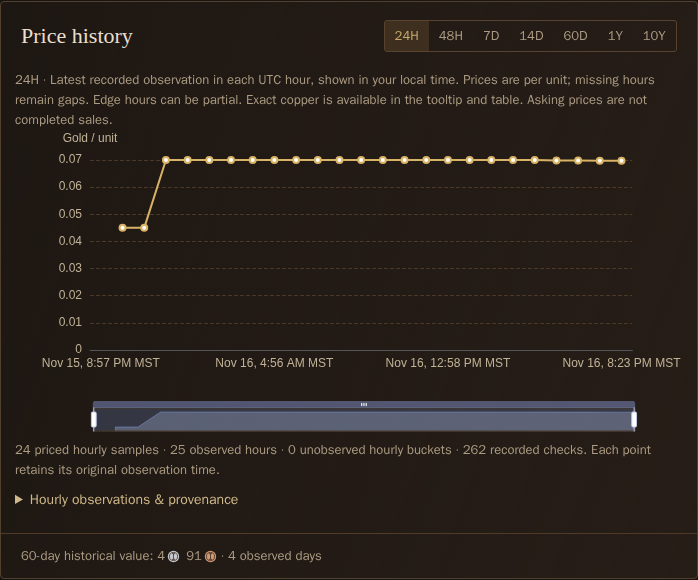 Price history
24H 48H 7D 14D 60D 1Y 10Y
24H · Latest recorded observation in each UTC hour, shown in your local time. Prices are per unit; missing hours
remain gaps. Edge hours can be partial. Exact copper is available in the tooltip and table. Asking prices are not
completed sales.
Gold / unit
0.07
0.06
0.05
0.04
0.03
0.02
0.01
0
Nov 15, 8:57 PM MST Nov 16, 4:56 AM MST Nov 16, 12:58 PM MST Nov 16, 8:23 PM MST
24 priced hourly samples · 25 observed hours · 0 unobserved hourly buckets · 262 recorded checks. Each point
retains its original observation time.
Hourly observations & provenance
60-day historical value: 4 91 · 4 observed days